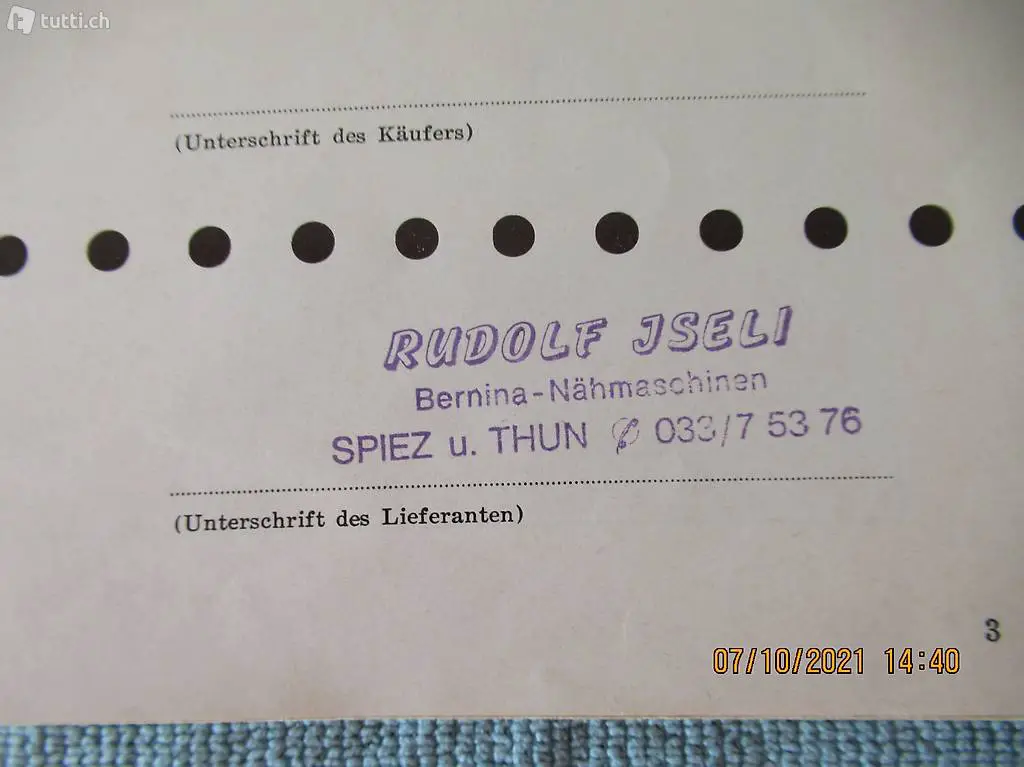 tutti.ch
(Unterschrift des Käufers)
RUDOLF JSELI
Bernina-Nähmaschinen
SPIEZ u. THUN ✆ 033/7 53 76
(Unterschrift des Lieferanten)
3
07/10/2021 14:40